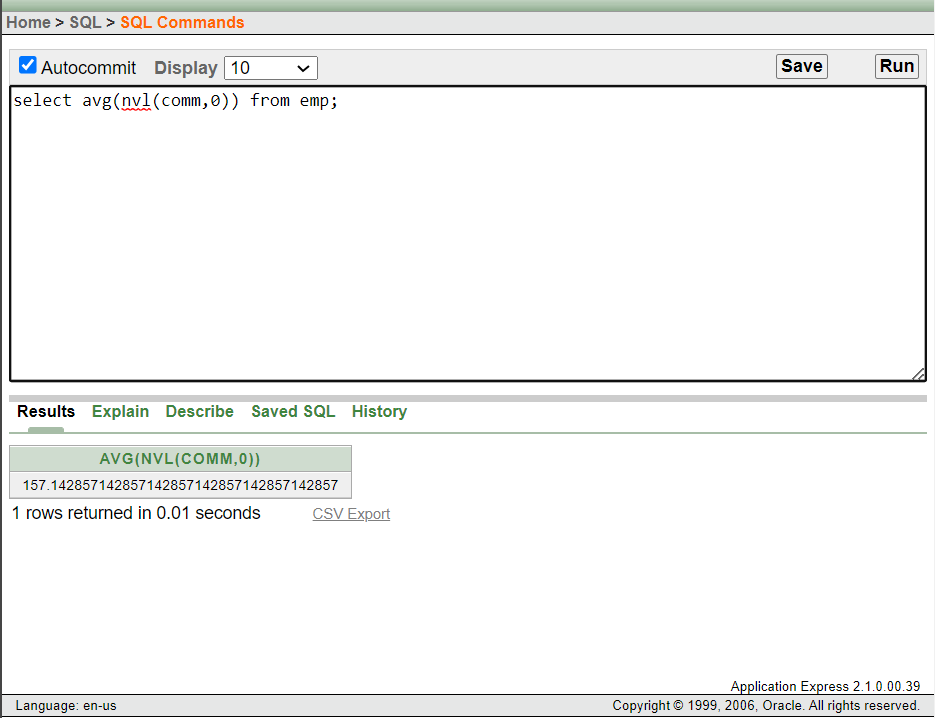 Home > SQL > SQL Commands
Autocommit Display 10 Save Run
select avg(nvl(comm,0)) from emp;
Results Explain Describe Saved SQL History
AVG(NVL(COMM,0))
157.142857142857142857142857142857142857
1 rows returned in 0.01 seconds CSV Export
Application Express 2.1.0.00.39
Language: en-us Copyright © 1999, 2006, Oracle. All rights reserved.